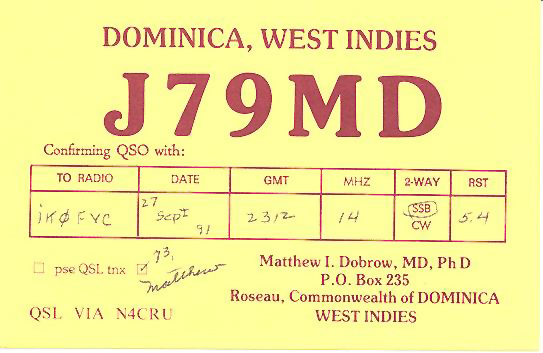 DOMINICA, WEST INDIES
J79MD
Confirming QSO with:
TO RADIO DATE GMT MHZ 2-WAY RST
iKØFVC 27 Sept 91 2312 14 SSB CW 5.4
pse QSL tnx 73, Matthew
Matthew I. Dobrow, MD, Ph D
P.O. Box 235
Roseau, Commonwealth of DOMINICA
WEST INDIES
QSL VIA N4CRU